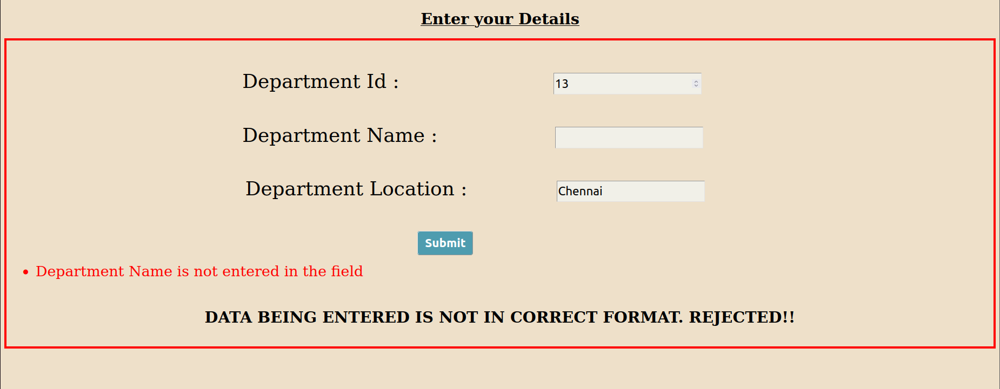 Enter your Details
Department Id : 13
Department Name :
Department Location : Chennai
Submit
• Department Name is not entered in the field
DATA BEING ENTERED IS NOT IN CORRECT FORMAT. REJECTED!!